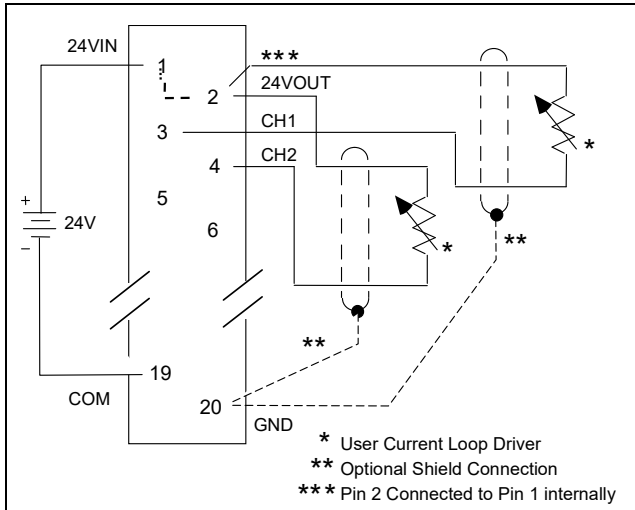 24VIN
***
1
24VOUT
2
CH1
3
*
CH2
4
5
+
24V
6
*
**
-
**
19
COM
20
GND
* User Current Loop Driver
** Optional Shield Connection
*** Pin 2 Connected to Pin 1 internally